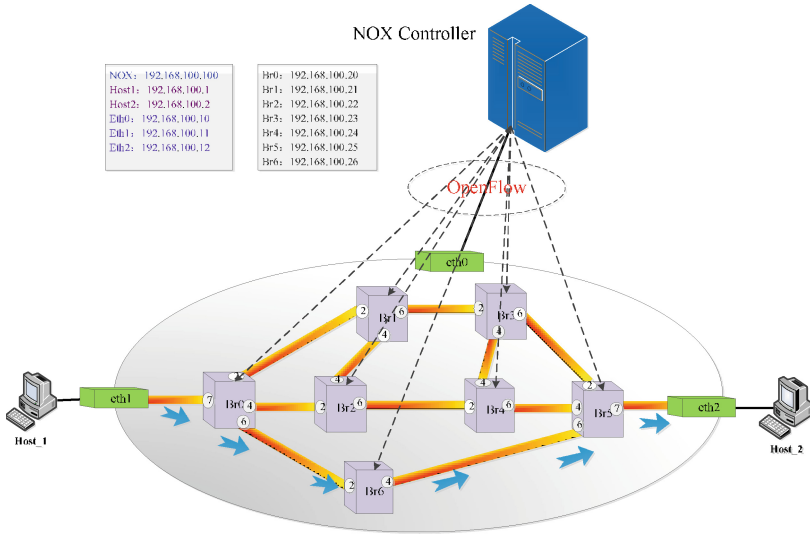 NOX Controller
NOX: 192.168.100.100
Host1: 192.168.100.1
Host2: 192.168.100.2
Eth0: 192.168.100.10
Eth1: 192.168.100.11
Eth2: 192.168.100.12
Br0: 192.168.100.20
Br1: 192.168.100.21
Br2: 192.168.100.22
Br3: 192.168.100.23
Br4: 192.168.100.24
Br5: 192.168.100.25
Br6: 192.168.100.26
OpenFlow
eth0
2 Br1 6 4
2 Br3 6 4
Host_1
eth1
7 Br0 2 4 6
4 2 Br2 6
4 2 Br4 6
2 4 6 Br5 7
eth2
Host_2
2 Br6 4